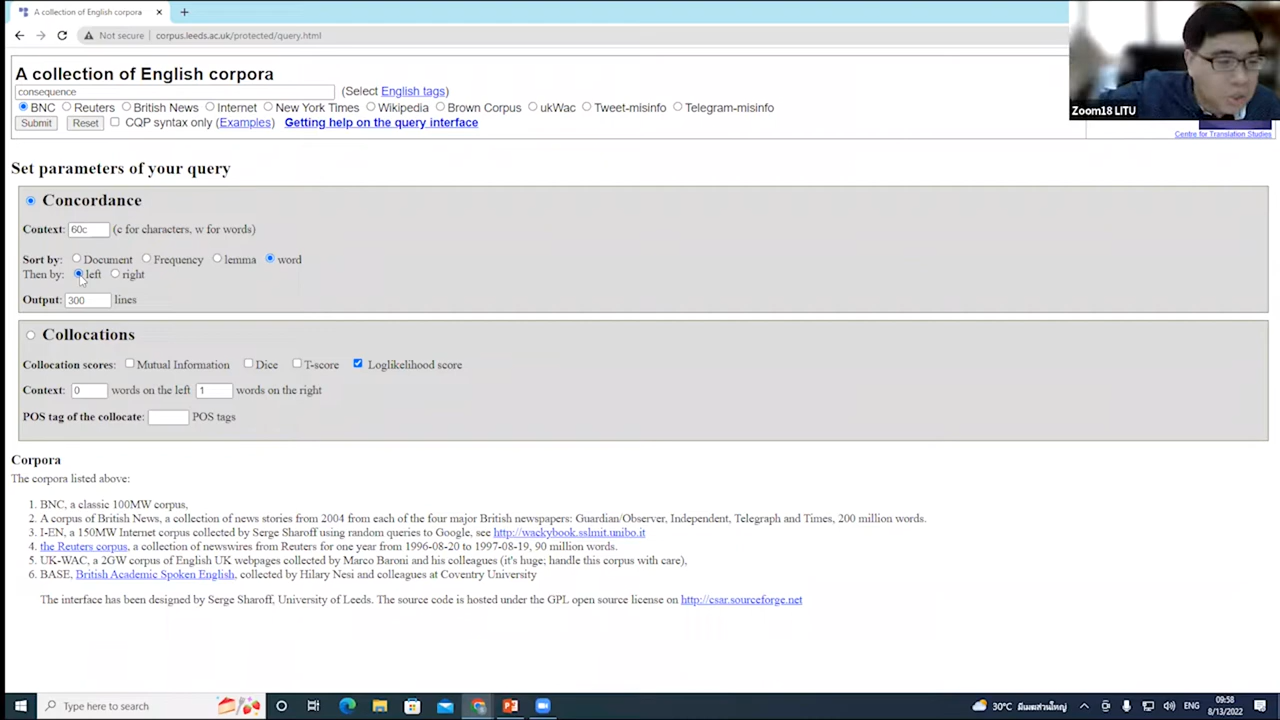 A collection of English corpora
Not secure
corpus.leeds.ac.uk/protected/query.html
Zoom18 LITU
A collection of English corpora
consequence (Select English tags)
BNC Reuters British News Internet New York Times Wikipedia Brown Corpus ukWac Tweet-misinfo Telegram-misinfo
Submit Reset CQP syntax only (Examples) Getting help on the query interface
Centre for Translation Studies
Set parameters of your query
Concordance
Context: 60c (c for characters, w for words)
Sort by: Document Frequency lemma word
Then by: left right
Output: 300 lines
Collocations
Collocation scores: Mutual Information Dice T-score Loglikelihood score
Context: 0 words on the left 1 words on the right
POS tag of the collocate: POS tags
Corpora
The corpora listed above:
1. BNC, a classic 100MW corpus,
2. A corpus of British News, a collection of news stories from 2004 from each of the four major British newspapers: Guardian/Observer, Independent, Telegraph and Times, 200 million words.
3. I-EN, a 150MW Internet corpus collected by Serge Sharoff using random queries to Google, see http://wackybook.sslmit.unibo.it
4. the Reuters corpus, a collection of newswires from Reuters for one year from 1996-08-20 to 1997-08-19, 90 million words.
5. UK-WAC, a 2GW corpus of English UK webpages collected by Marco Baroni and his colleagues (it's huge; handle this corpus with care),
6. BASE, British Academic Spoken English, collected by Hilary Nesi and colleagues at Coventry University
The interface has been designed by Serge Sharoff, University of Leeds. The source code is hosted under the GPL open source license on http://csar.sourceforge.net
Type here to search
30°C มีเมฆส่วนใหญ่
ENG
09:58
8/13/2022